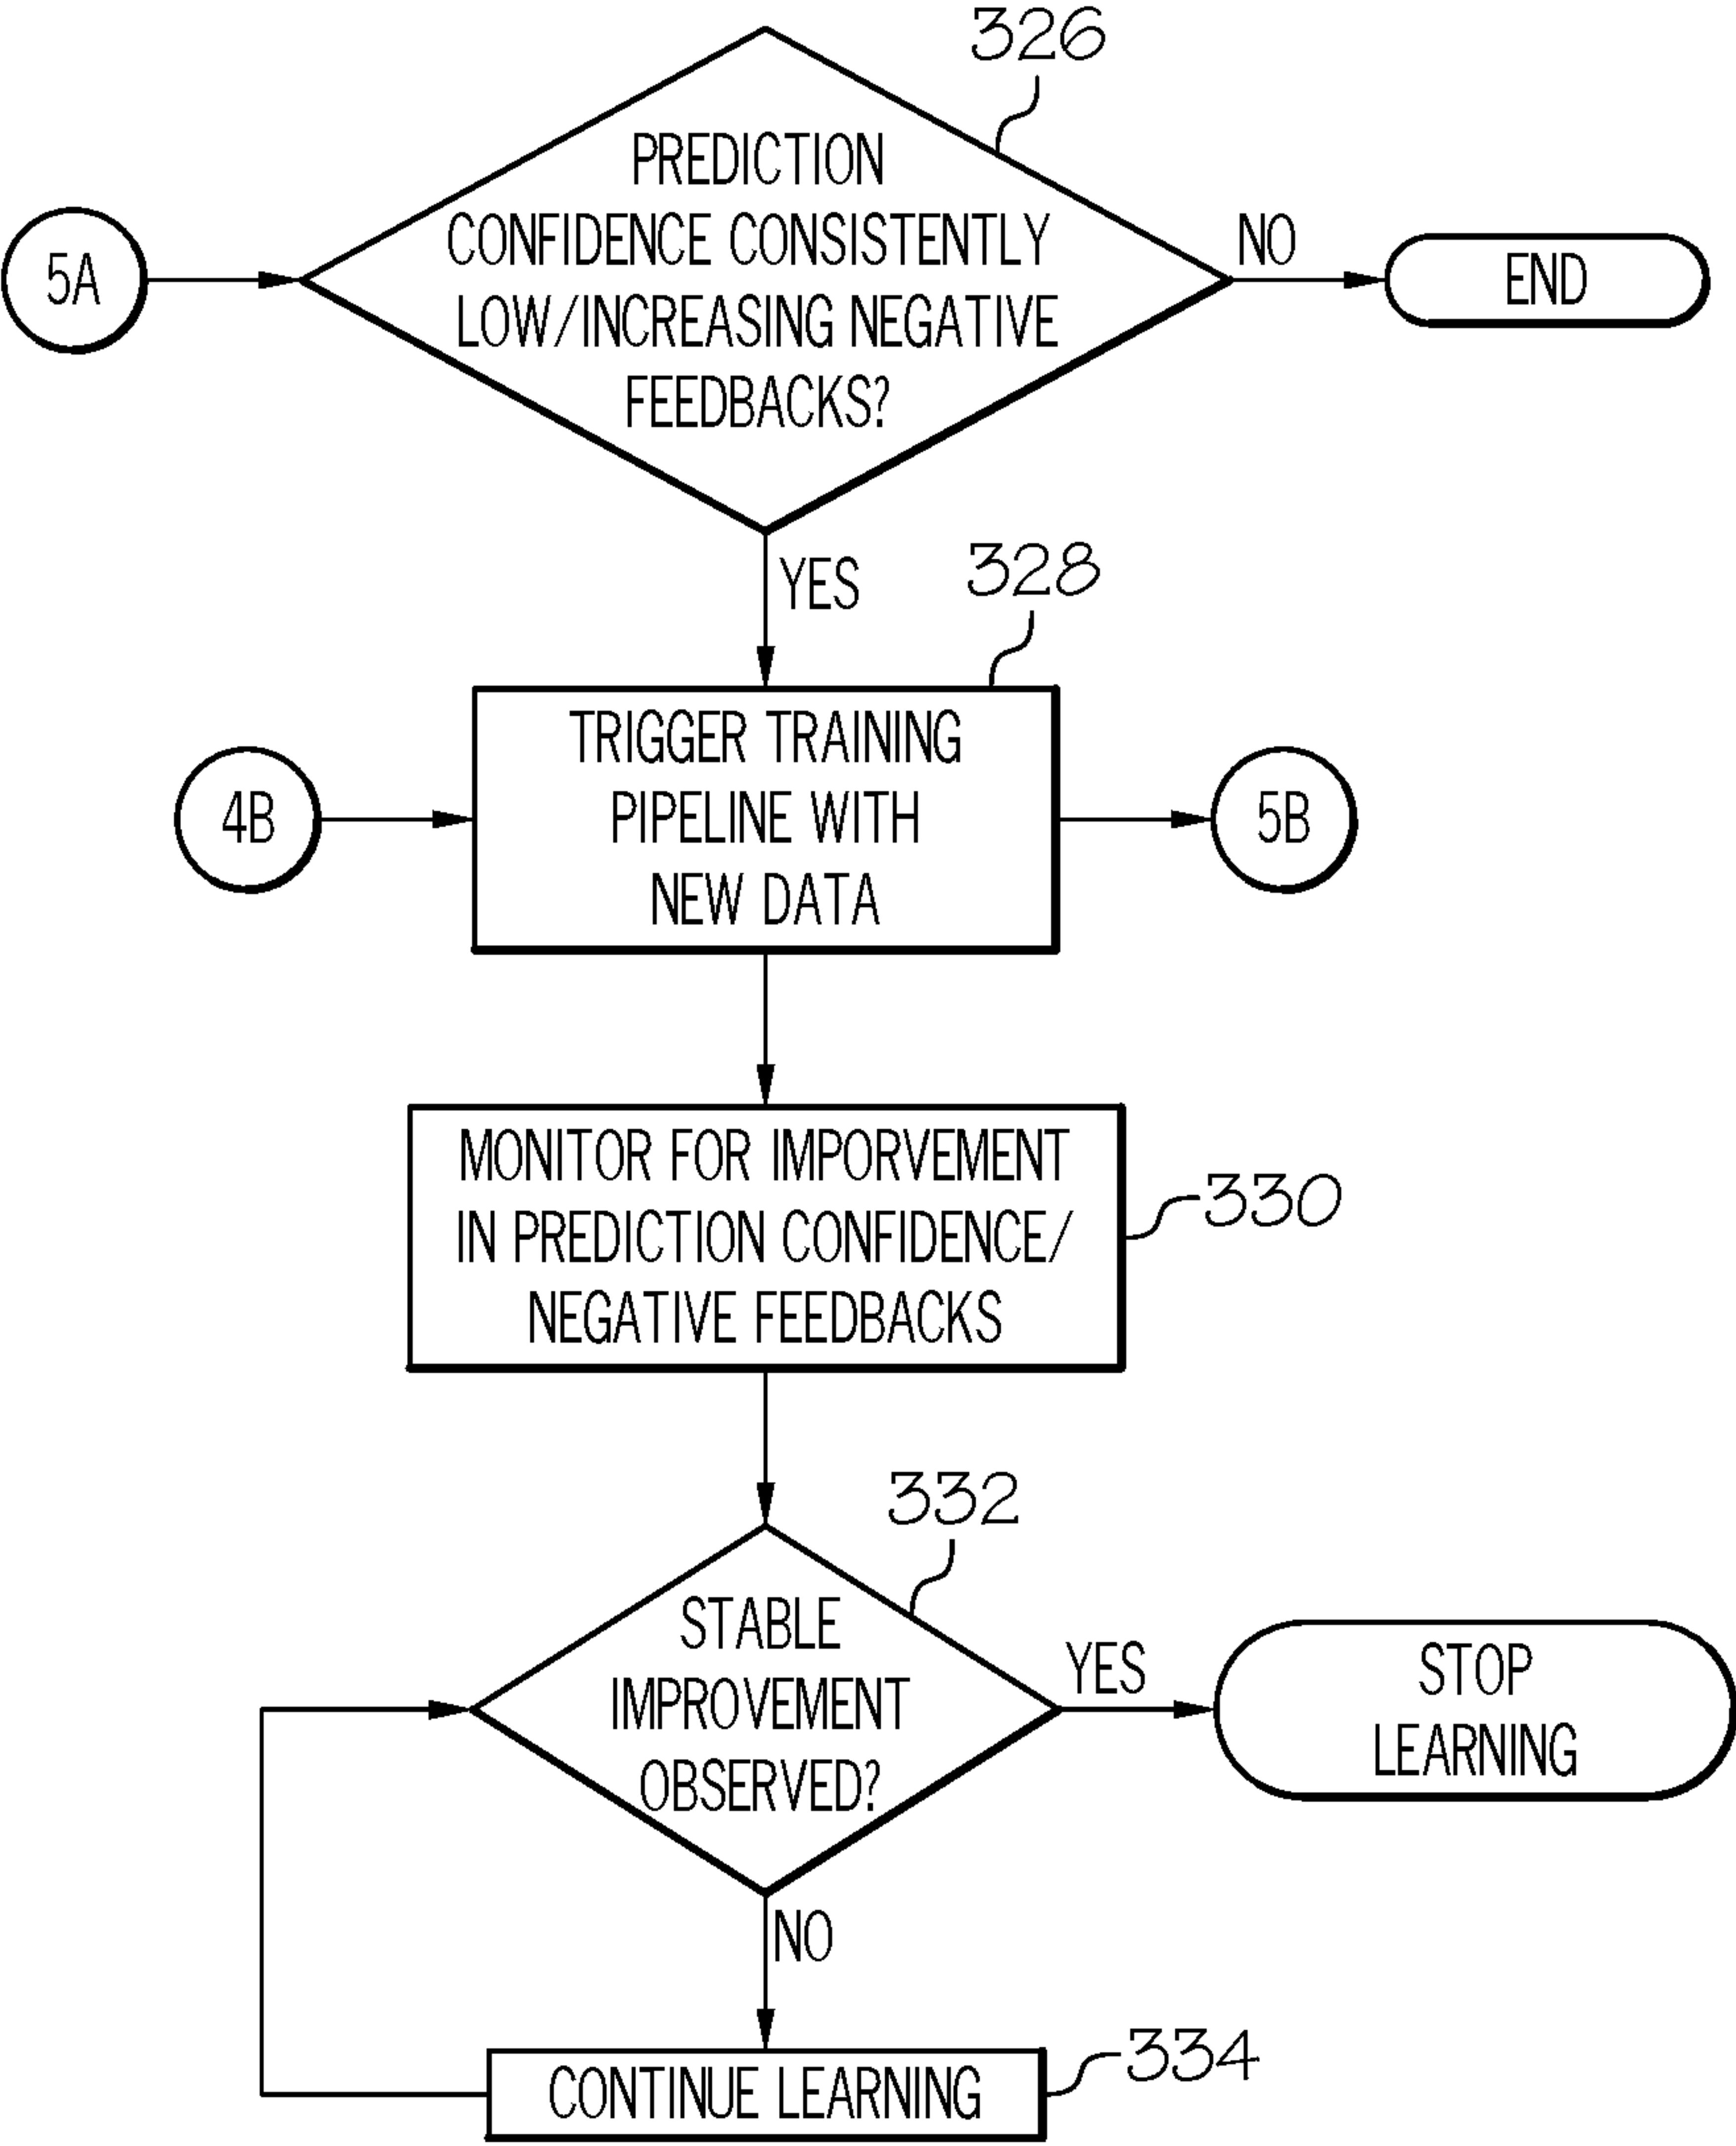 326
PREDICTION
CONFIDENCE CONSISTENTLY
LOW/INCREASING NEGATIVE
FEEDBACKS?
5A
NO
END
YES
328
TRIGGER TRAINING
PIPELINE WITH
NEW DATA
4B
5B
MONITOR FOR IMPORVEMENT
IN PREDICTION CONFIDENCE/
NEGATIVE FEEDBACKS
330
332
STABLE
IMPROVEMENT
OBSERVED?
YES
STOP
LEARNING
NO
CONTINUE LEARNING
334